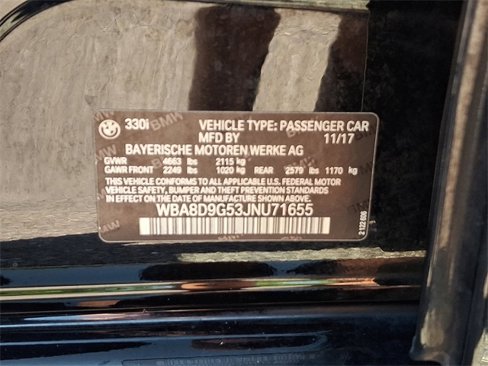 330i VEHICLE TYPE: PASSENGER CAR
MFD BY 11/17
BAYERISCHE MOTOREN WERKE AG
GVWR 4663 lbs 2115 kg
GAWR FRONT 2249 lbs 1020 kg REAR 2579 lbs 1170 kg
THIS VEHICLE CONFORMS TO ALL APPLICABLE U.S. FEDERAL MOTOR
VEHICLE SAFETY, BUMPER AND THEFT PREVENTION STANDARDS
IN EFFECT ON THE DATE OF MANUFACTURE SHOWN ABOVE.
WBA8D9G53JNU71655
BMW